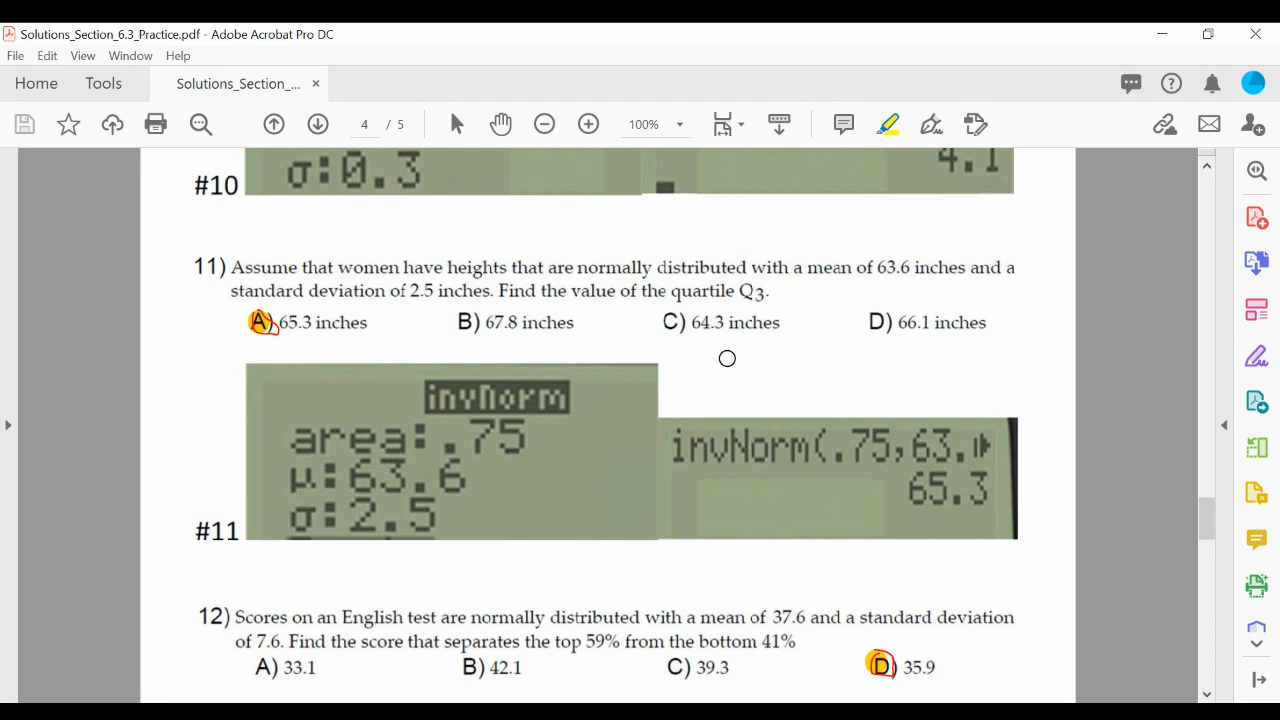 Solutions_Section_6.3_Practice.pdf - Adobe Acrobat Pro DC
File Edit View Window Help
Home Tools Solutions_Section_... ×
4 / 5 100%
σ:0.3 4.1
#10
11) Assume that women have heights that are normally distributed with a mean of 63.6 inches and a
standard deviation of 2.5 inches. Find the value of the quartile Q3.
A) 65.3 inches B) 67.8 inches C) 64.3 inches D) 66.1 inches
invNorm
area:.75 invNorm(.75,63.
μ:63.6 65.3
σ:2.5
#11
12) Scores on an English test are normally distributed with a mean of 37.6 and a standard deviation
of 7.6. Find the score that separates the top 59% from the bottom 41%
A) 33.1 B) 42.1 C) 39.3 D) 35.9